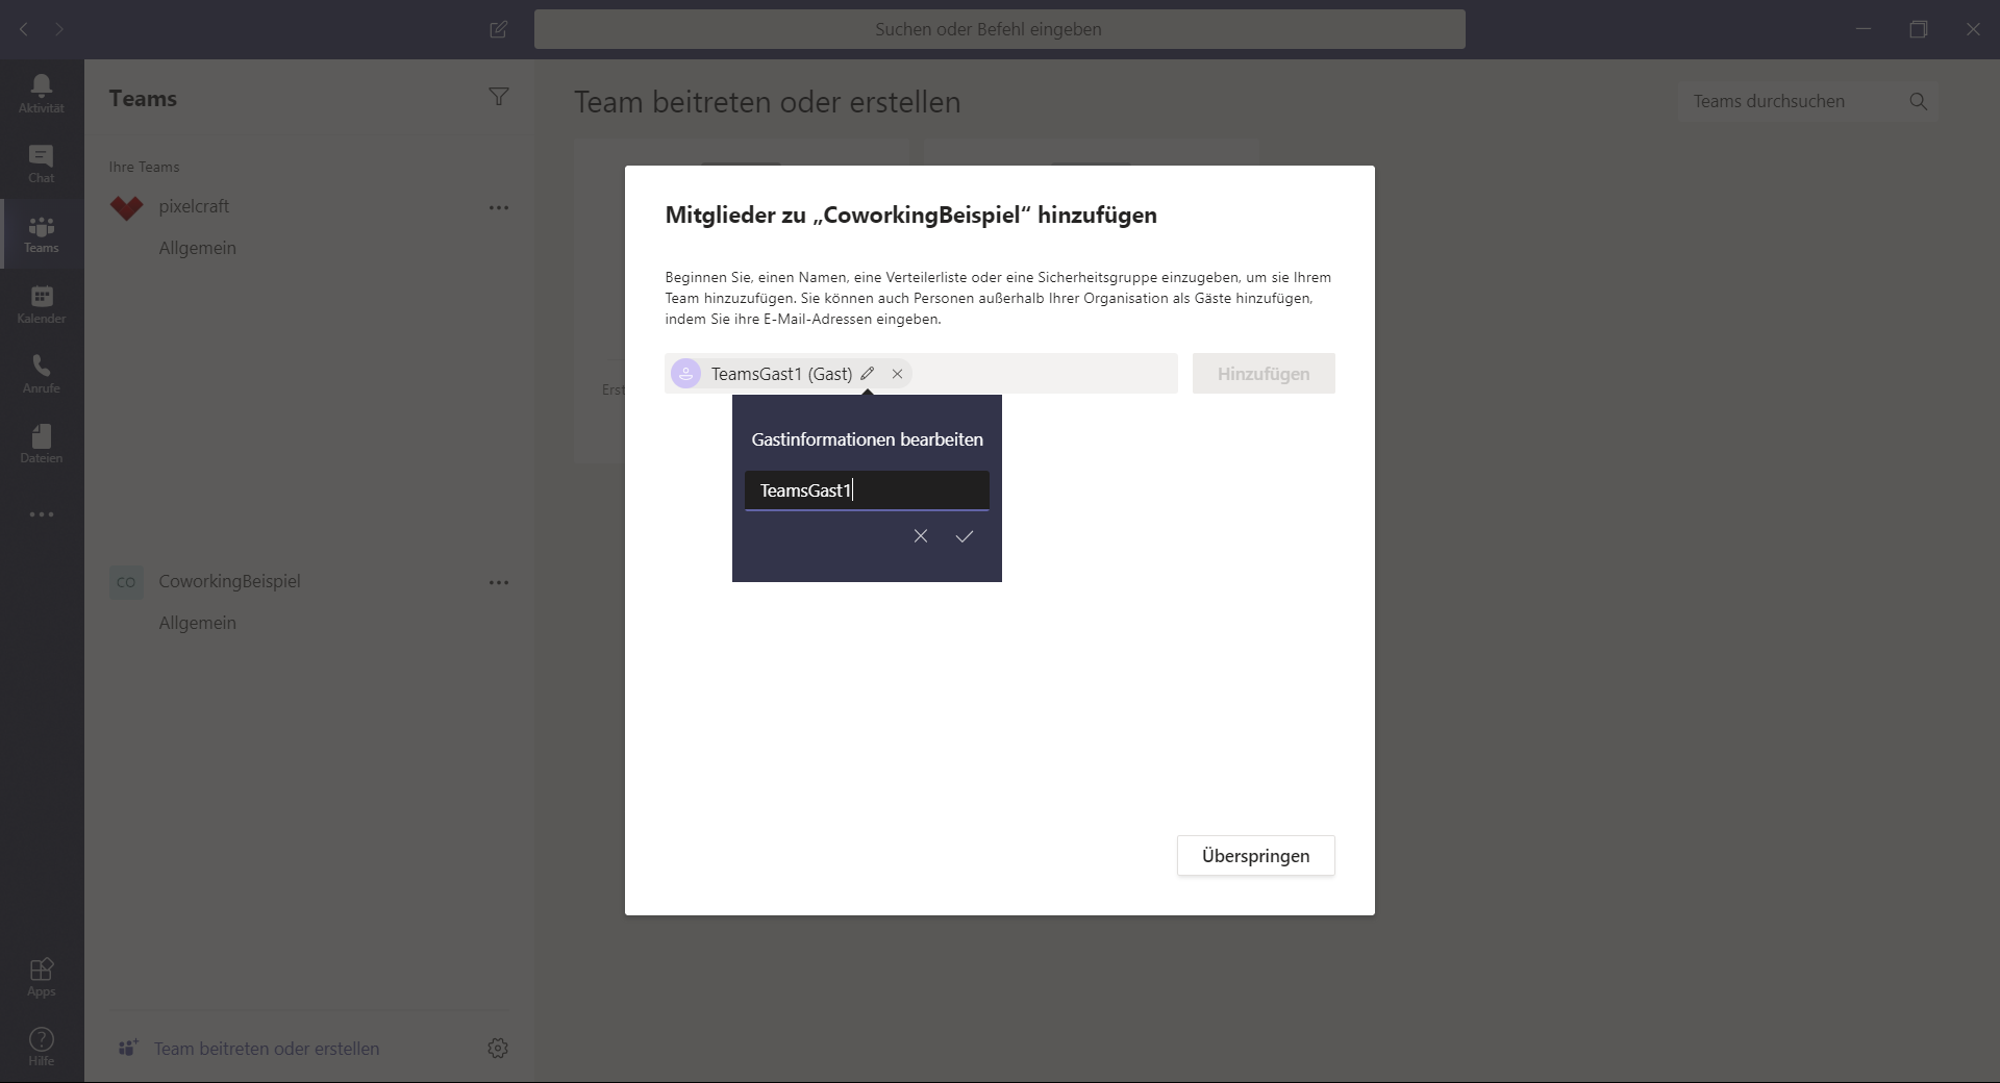 Suchen oder Befehl eingeben
Aktivität
Chat
Teams
Kalender
Anrufe
Dateien
Apps
Hilfe
Teams
Ihre Teams
pixelcraft
Allgemein
CO
CoworkingBeispiel
Allgemein
Team beitreten oder erstellen
Team beitreten oder erstellen
Teams durchsuchen
Mitglieder zu „CoworkingBeispiel“ hinzufügen
Beginnen Sie, einen Namen, eine Verteilerliste oder eine Sicherheitsgruppe einzugeben, um sie Ihrem
Team hinzuzufügen. Sie können auch Personen außerhalb Ihrer Organisation als Gäste hinzufügen,
indem Sie ihre E-Mail-Adressen eingeben.
TeamsGast1 (Gast)
Hinzufügen
Erst
Gastinformationen bearbeiten
TeamsGast1
Überspringen